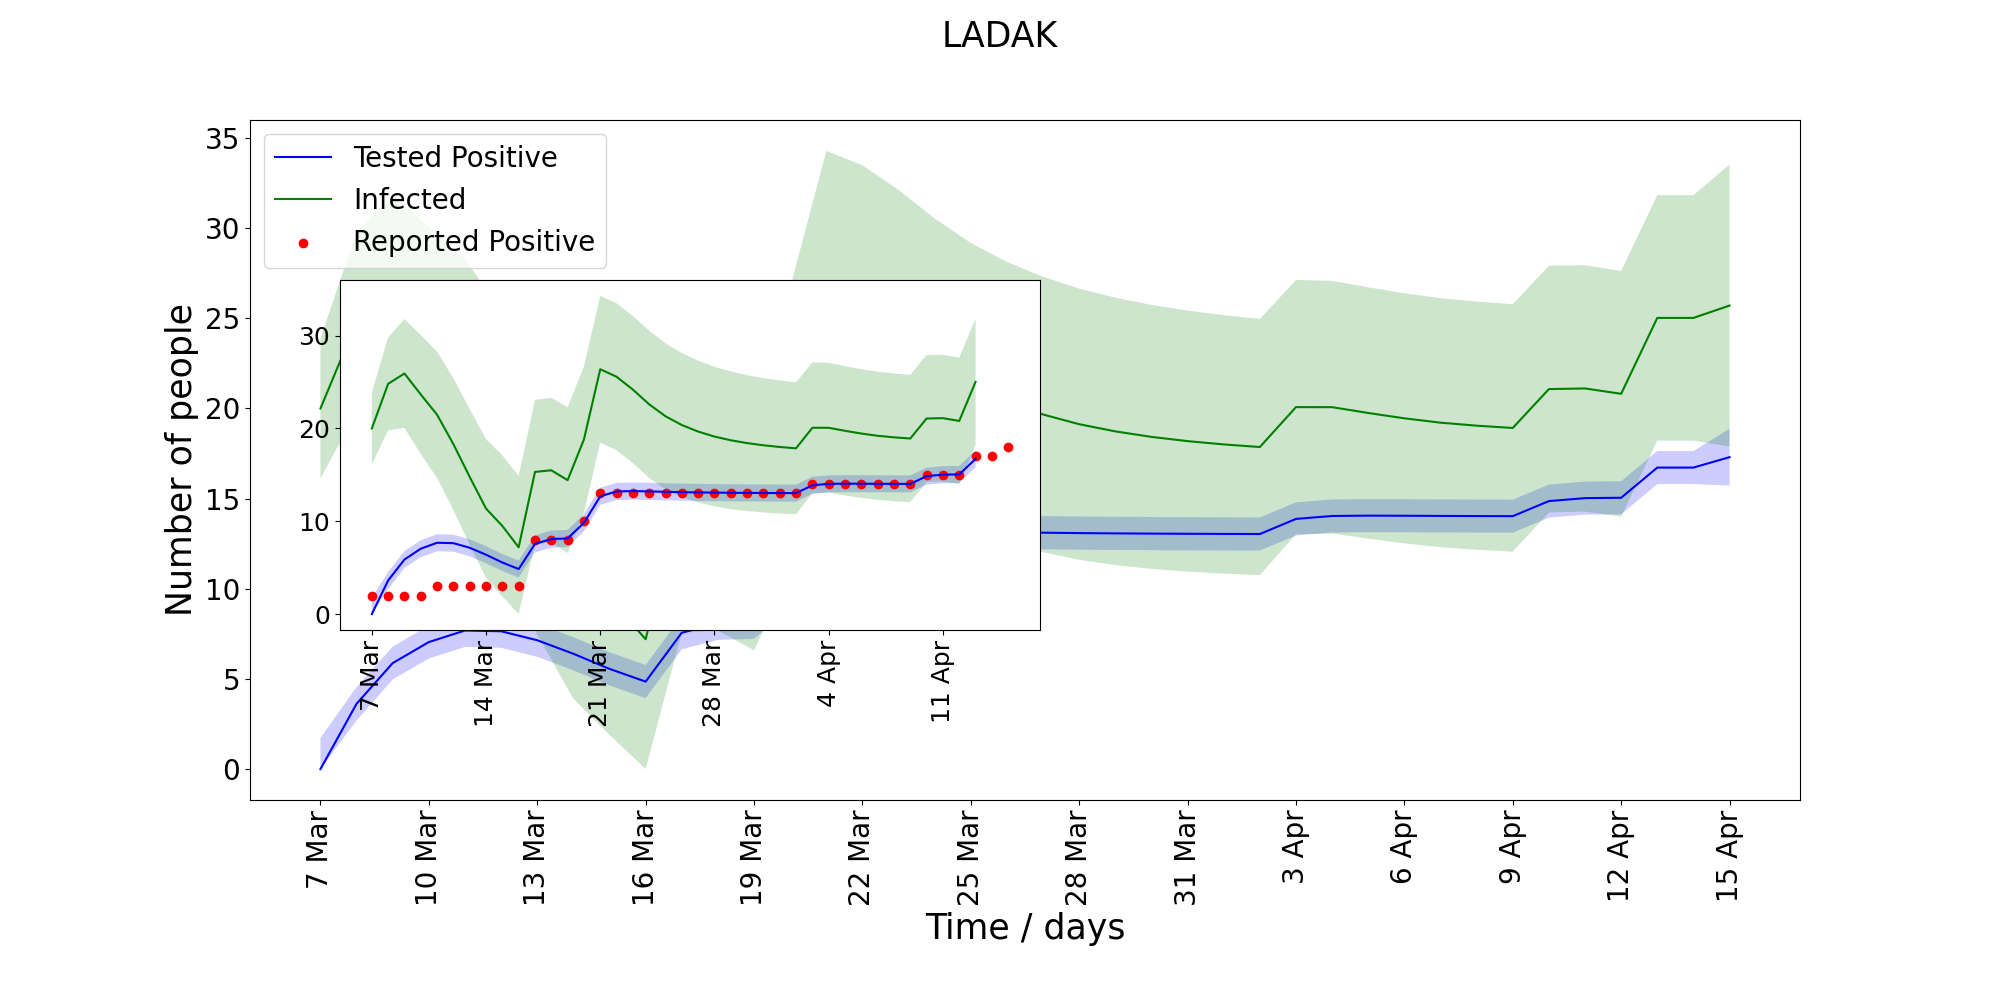 LADAK
Tested Positive
Infected
Reported Positive
Number of people
35
30
25
20
15
10
5
0
30
20
10
0
7 Mar
14 Mar
21 Mar
28 Mar
4 Apr
11 Apr
7 Mar
10 Mar
13 Mar
16 Mar
19 Mar
22 Mar
25 Mar
28 Mar
31 Mar
3 Apr
6 Apr
9 Apr
12 Apr
15 Apr
Time / days